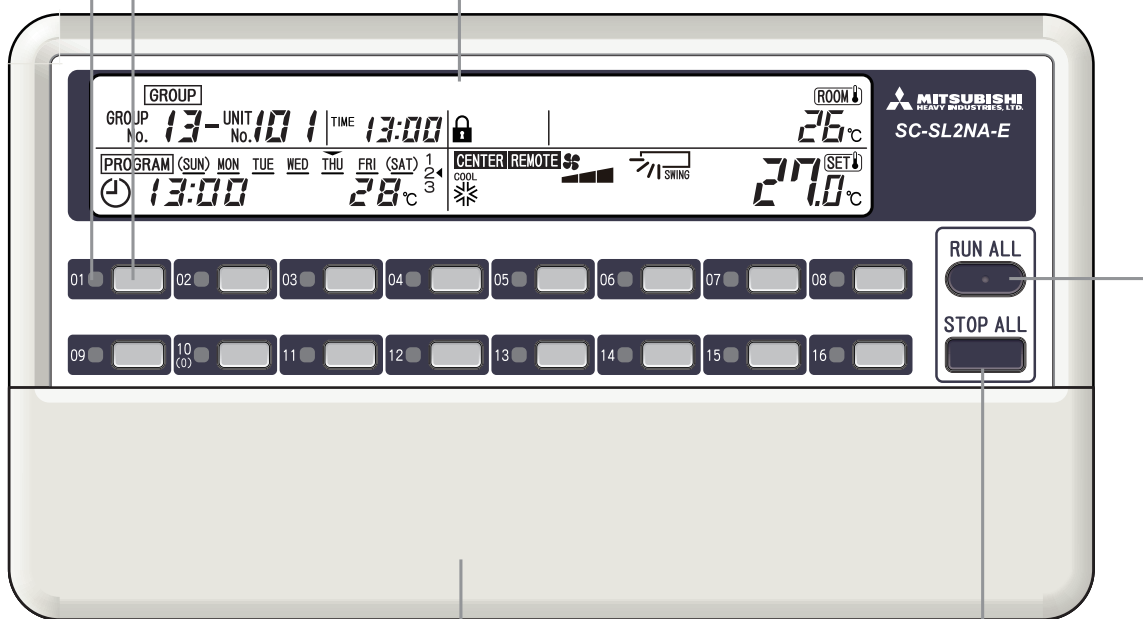 GROUP
GROUP No. 13-UNIT No. 101 TIME 13:00
ROOM
26℃
PROGRAM (SUN) MON TUE WED THU FRI (SAT) 1 2 3
13:00 28℃
CENTER REMOTE
COOL
SWING
SET
27.0℃
MITSUBISHI
HEAVY INDUSTRIES, LTD.
SC-SL2NA-E
RUN ALL
01 02 03 04 05 06 07 08
STOP ALL
09 10 (0) 11 12 13 14 15 16